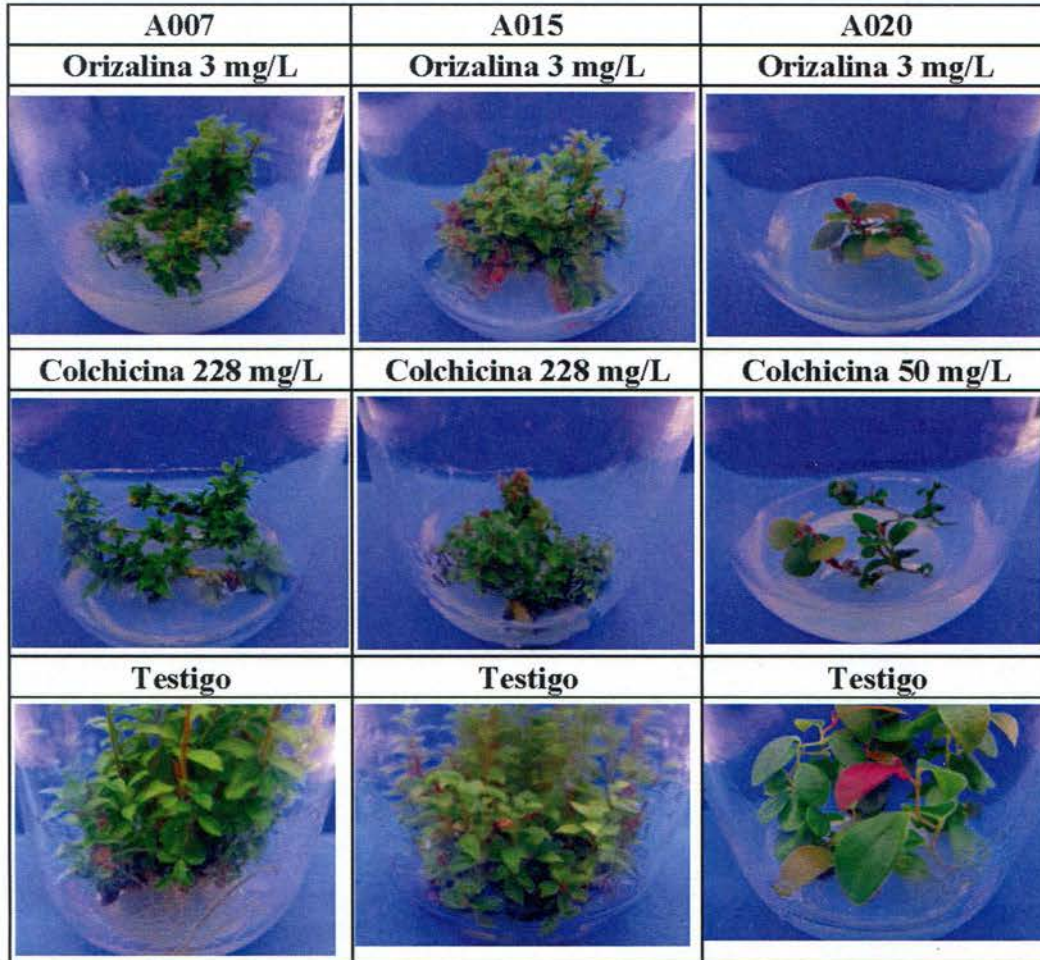 A007 A015 A020
Orizalina 3 mg/L Orizalina 3 mg/L Orizalina 3 mg/L
Colchicina 228 mg/L Colchicina 228 mg/L Colchicina 50 mg/L
Testigo Testigo Testigo